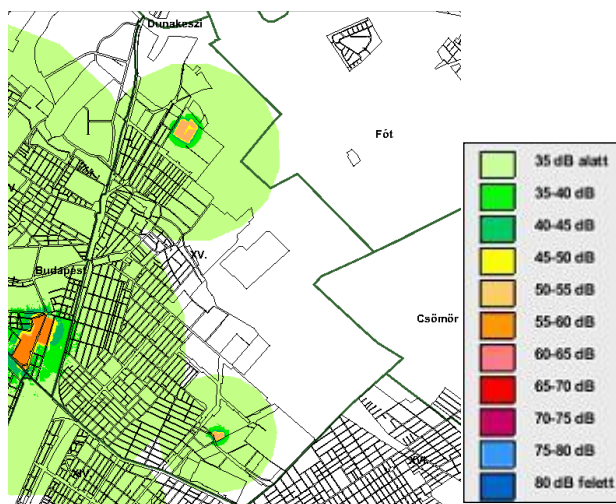 Dunakeszi
Fót
XV.
Budapest
Csömör
XIV.
XVI.
35 dB alatt
35-40 dB
40-45 dB
45-50 dB
50-55 dB
55-60 dB
60-65 dB
65-70 dB
70-75 dB
75-80 dB
80 dB felett